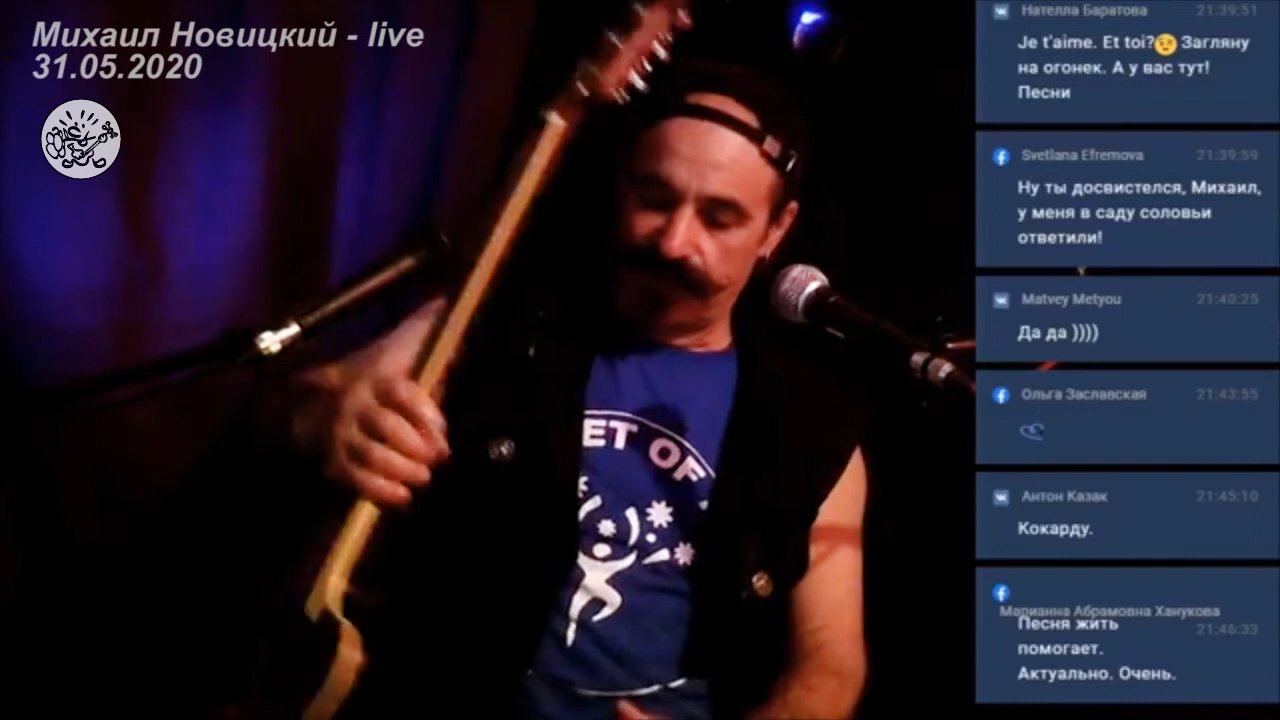 Михаил Новицкий - live
31.05.2020
ET OF
Нателла Баратова 21:39:51
Je t'aime. Et toi? Загляну
на огонек. А у вас тут!
Песни
Svetlana Efremova 21:39:59
Ну ты досвистелся, Михаил,
у меня в саду соловьи
ответили!
Matvey Metyou 21:40:25
Да да ))))
Ольга Заславская 21:43:55
Антон Казак 21:45:10
Кокарду.
Марианна Абрамовна Ханукова
Песня жить 21:46:33
помогает.
Актуально. Очень.